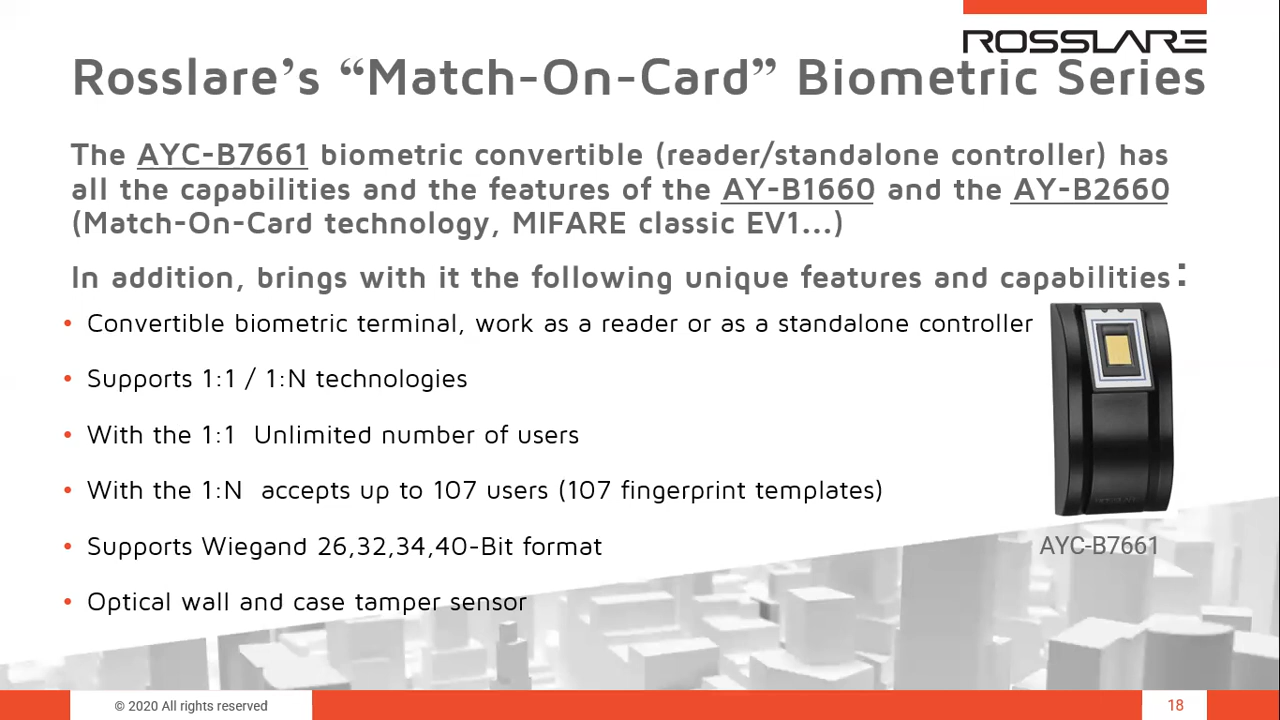 ROSSLARE
Rosslare’s “Match-On-Card” Biometric Series
The AYC-B7661 biometric convertible (reader/standalone controller) has
all the capabilities and the features of the AY-B1660 and the AY-B2660
(Match-On-Card technology, MIFARE classic EV1...)
In addition, brings with it the following unique features and capabilities:
• Convertible biometric terminal, work as a reader or as a standalone controller
• Supports 1:1 / 1:N technologies
• With the 1:1  Unlimited number of users
• With the 1:N  accepts up to 107 users (107 fingerprint templates)
• Supports Wiegand 26,32,34,40-Bit format
AYC-B7661
• Optical wall and case tamper sensor
© 2020 All rights reserved
18